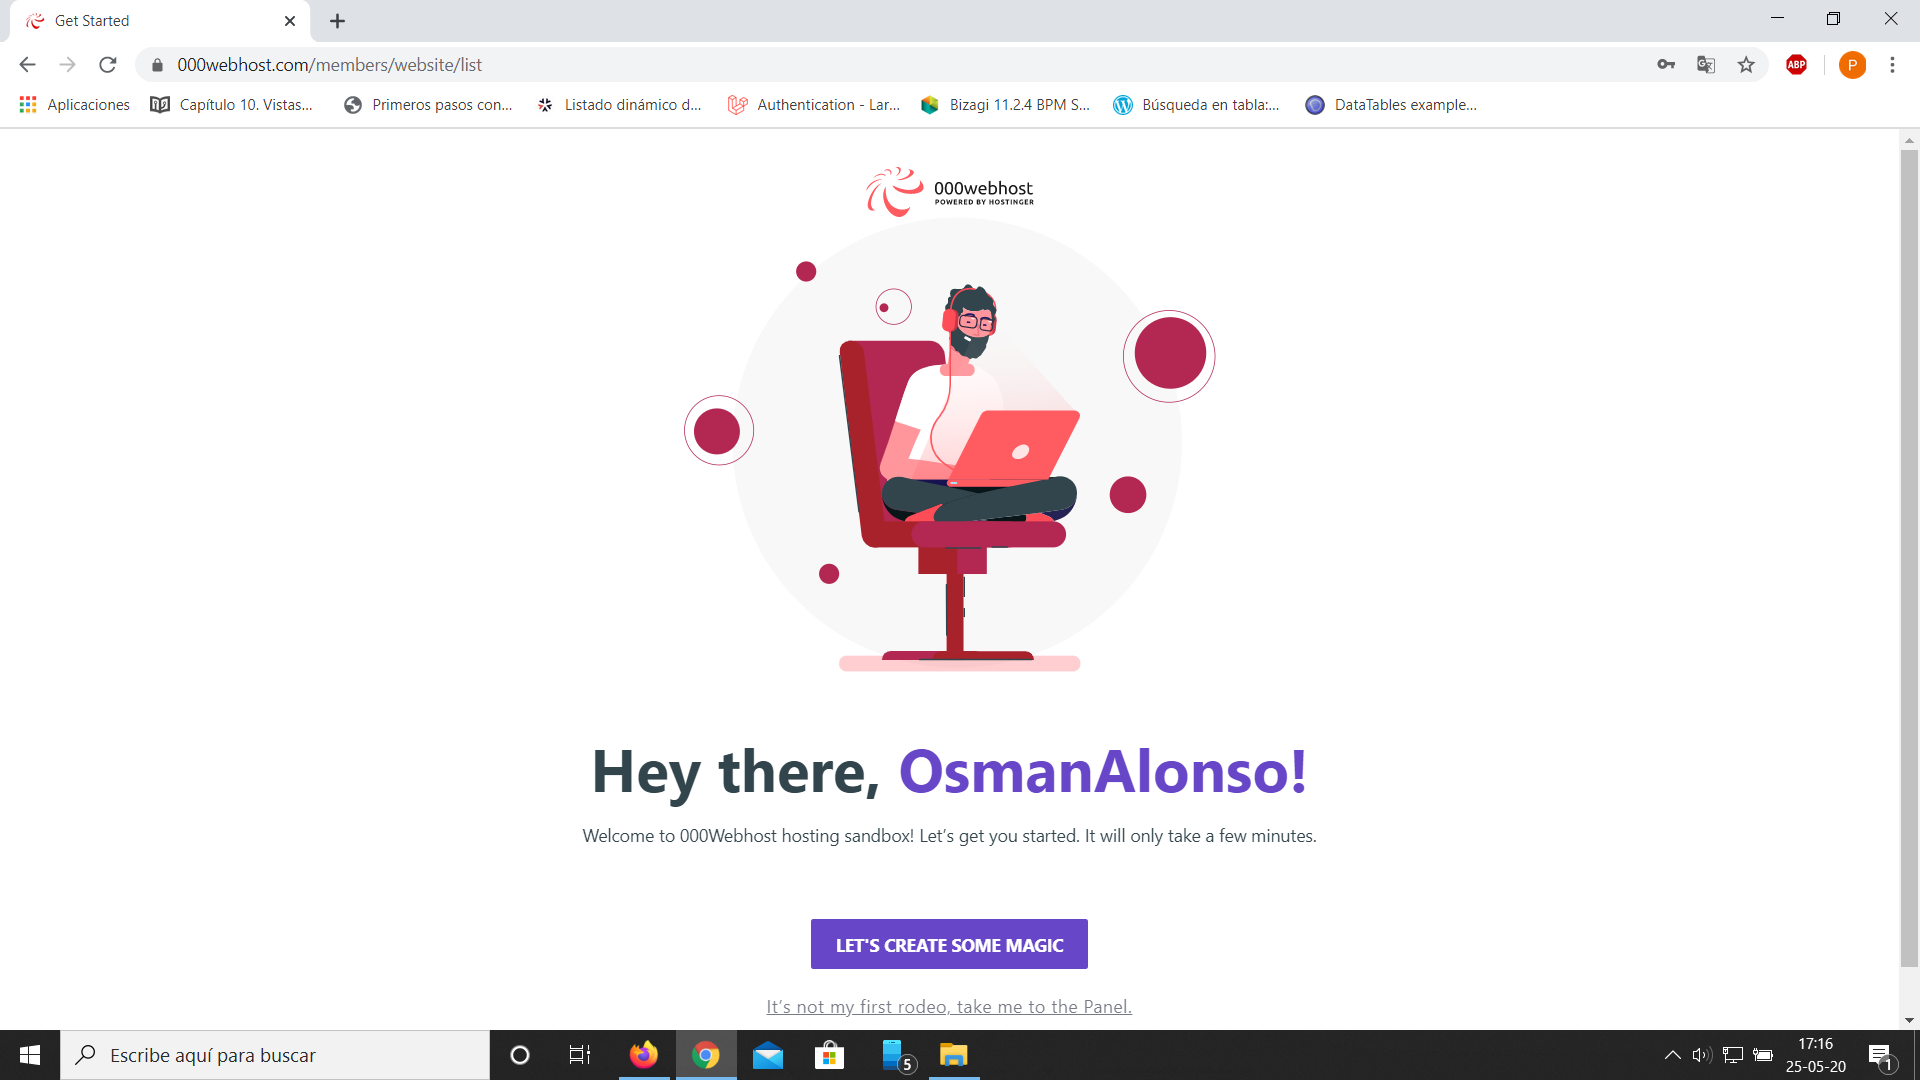 Get Started
000webhost.com/members/website/list
ABP
P
Aplicaciones
Capítulo 10. Vistas...
Primeros pasos con...
Listado dinámico d...
Authentication - Lar...
Bizagi 11.2.4 BPM S...
Búsqueda en tabla:...
DataTables example...
000webhost
POWERED BY HOSTINGER
Hey there, OsmanAlonso!
Welcome to 000Webhost hosting sandbox! Let’s get you started. It will only take a few minutes.
LET'S CREATE SOME MAGIC
It’s not my first rodeo, take me to the Panel.
Escribe aquí para buscar
5
17:16
25-05-20
1